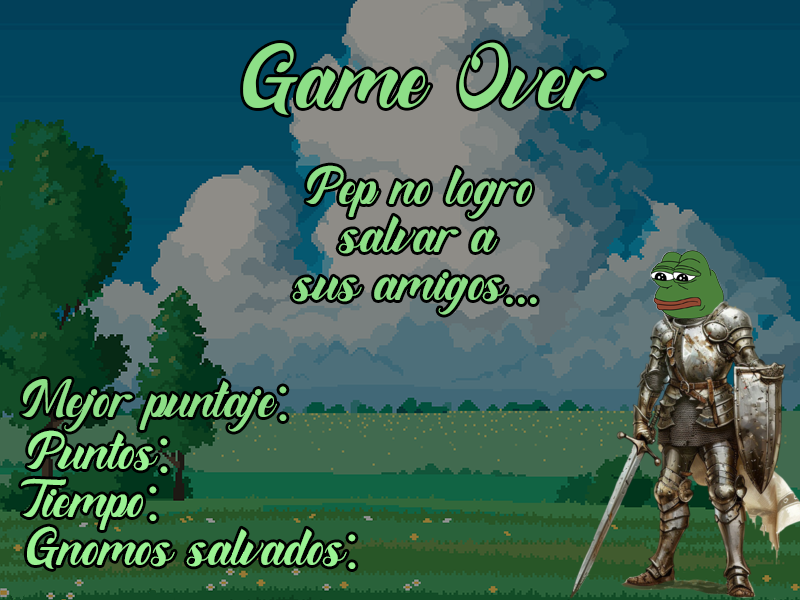 Game Over
Pep no logro
salvar a
sus amigos...
Mejor puntaje:
Puntos:
Tiempo:
Gnomos salvados: